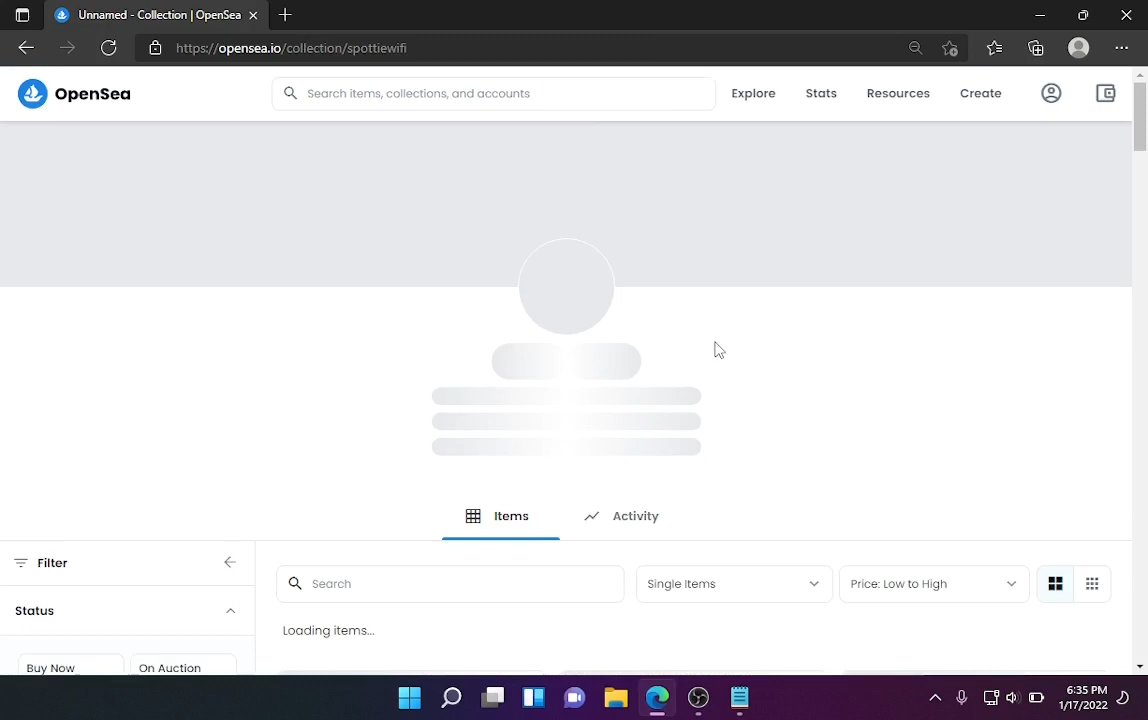 Unnamed - Collection | OpenSea
https://opensea.io/collection/spottiewifi
OpenSea
Search items, collections, and accounts
Explore
Stats
Resources
Create
Items
Activity
Filter
Search
Single Items
Price: Low to High
Status
Loading items...
Buy Now
On Auction
6:35 PM
1/17/2022